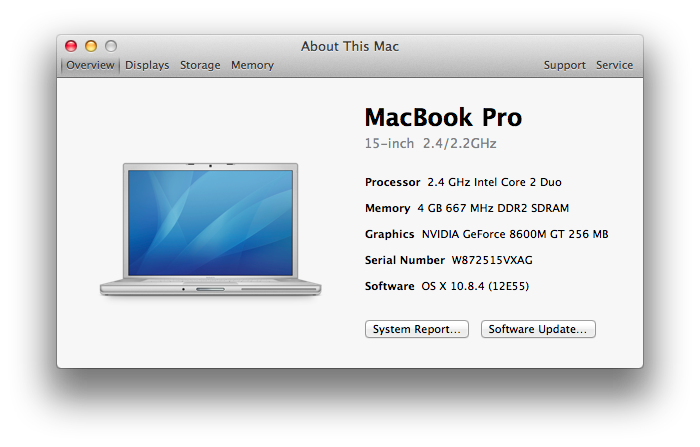 About This Mac
Overview Displays Storage Memory Support Service
MacBook Pro
15-inch 2.4/2.2GHz
Processor 2.4 GHz Intel Core 2 Duo
Memory 4 GB 667 MHz DDR2 SDRAM
Graphics NVIDIA GeForce 8600M GT 256 MB
Serial Number W872515VXAG
Software OS X 10.8.4 (12E55)
System Report... Software Update...